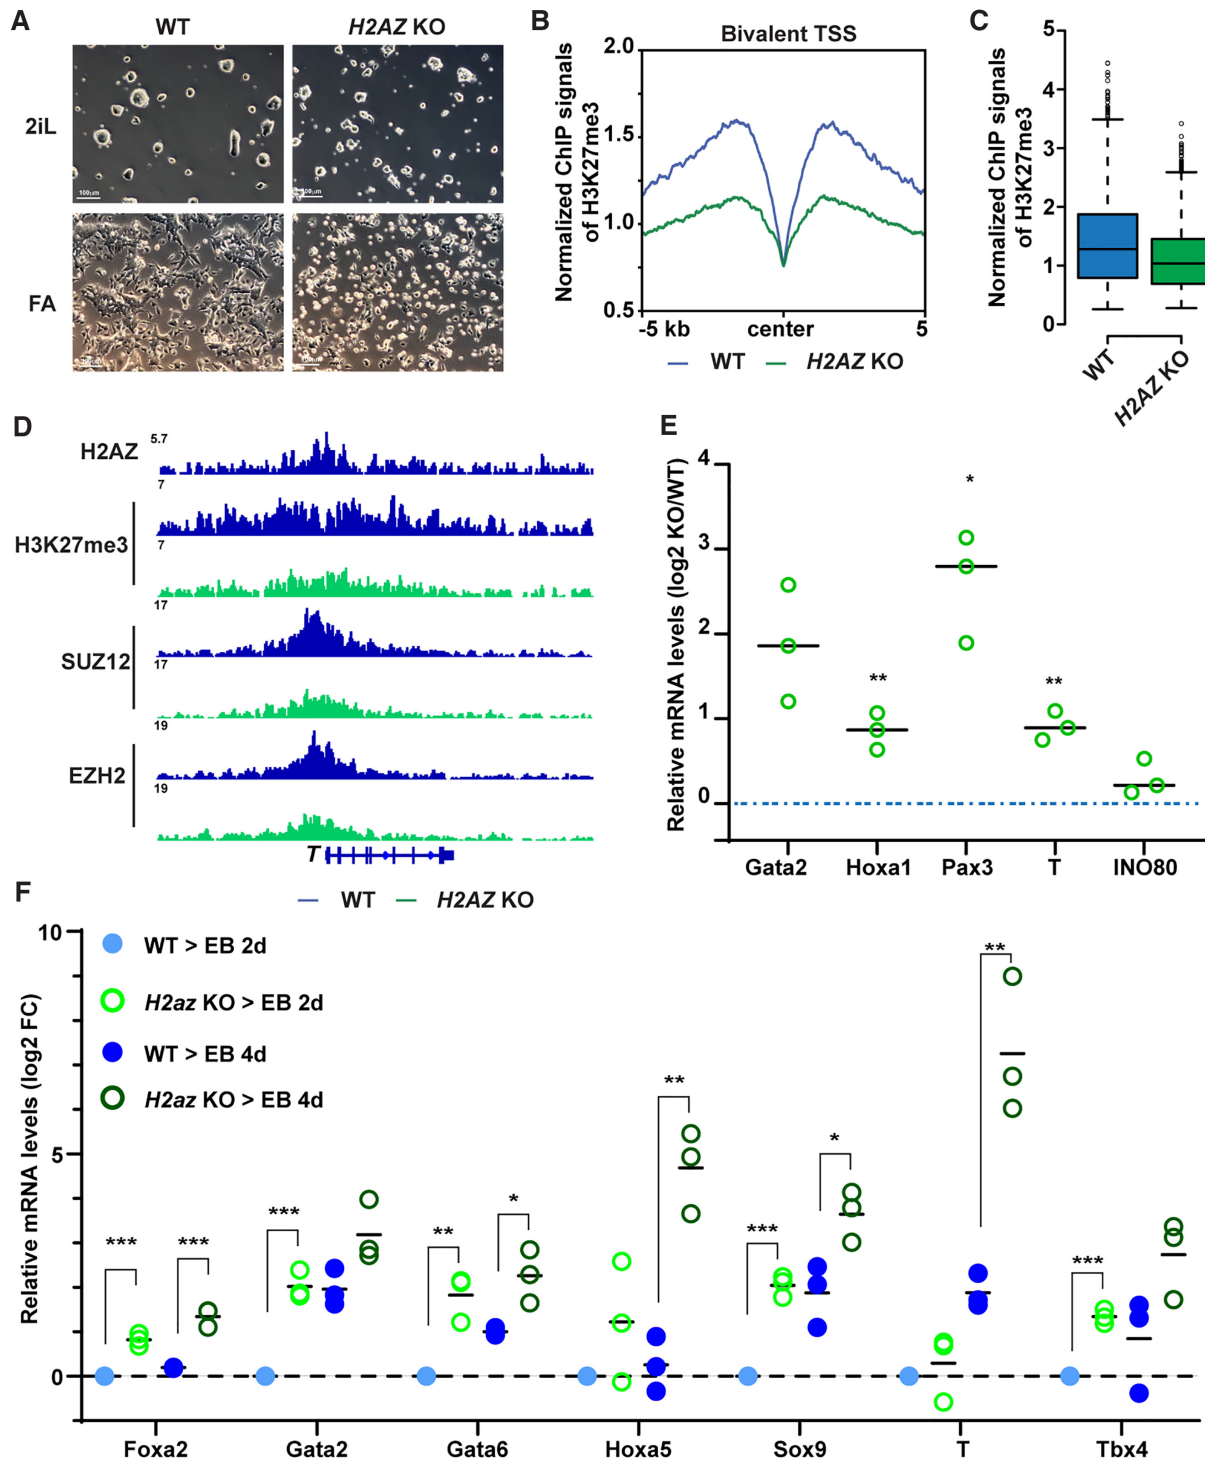 A
WT
H2AZ KO
2iL
100µm
FA
B
Bivalent TSS
Normalized ChIP signals
of H3K27me3
2.0
1.5
1.0
0.5
-5 kb
center
5
WT
H2AZ KO
C
Normalized ChIP signals
of H3K27me3
5
4
3
2
1
0
WT
H2AZ KO
D
H2AZ
5.7
7
H3K27me3
7
17
SUZ12
17
19
EZH2
19
T
WT
H2AZ KO
E
Relative mRNA levels (log2 KO/WT)
4
3
2
1
0
*
**
**
Gata2
Hoxa1
Pax3
T
INO80
F
Relative mRNA levels (log2 FC)
10
5
0
WT > EB 2d
H2az KO > EB 2d
WT > EB 4d
H2az KO > EB 4d
***
***
***
**
*
**
***
*
**
***
Foxa2
Gata2
Gata6
Hoxa5
Sox9
T
Tbx4